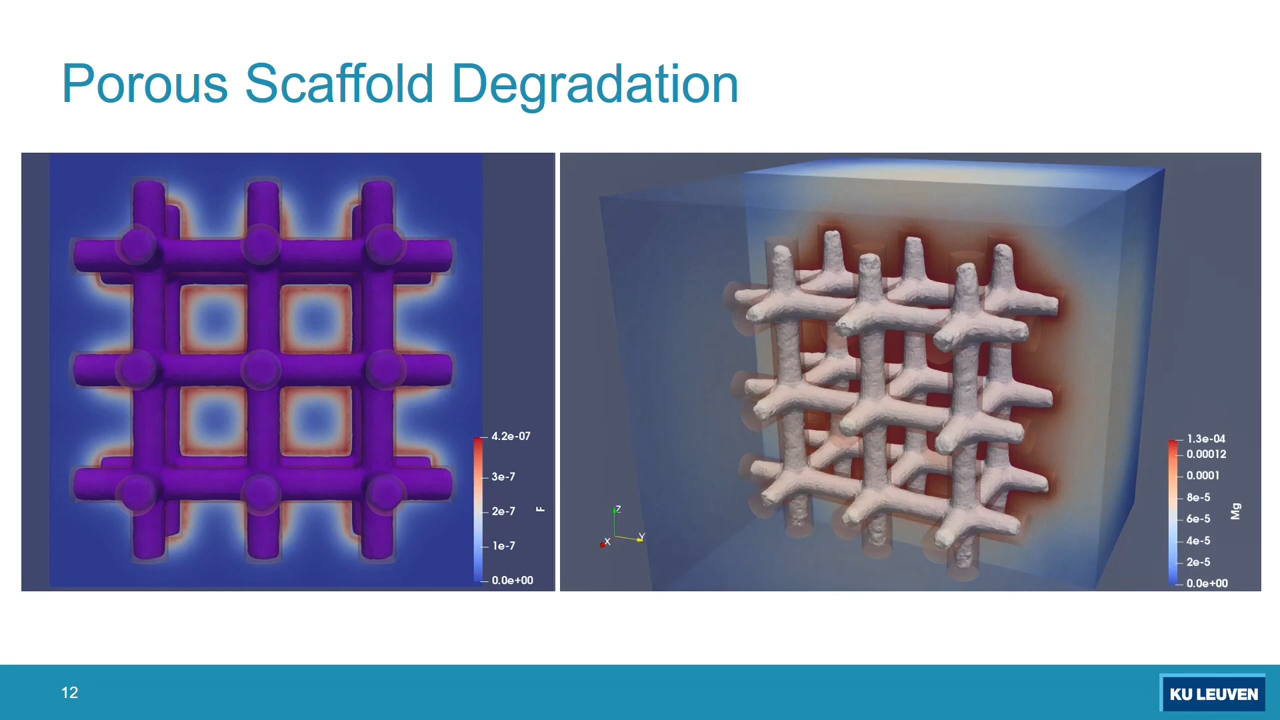 Porous Scaffold Degradation
4.2e-07
3e-7
2e-7
1e-7
0.0e+00
F
Z
Y
X
1.3e-04
0.00012
0.0001
8e-5
6e-5
4e-5
2e-5
0.0e+00
Mg
12
KU LEUVEN